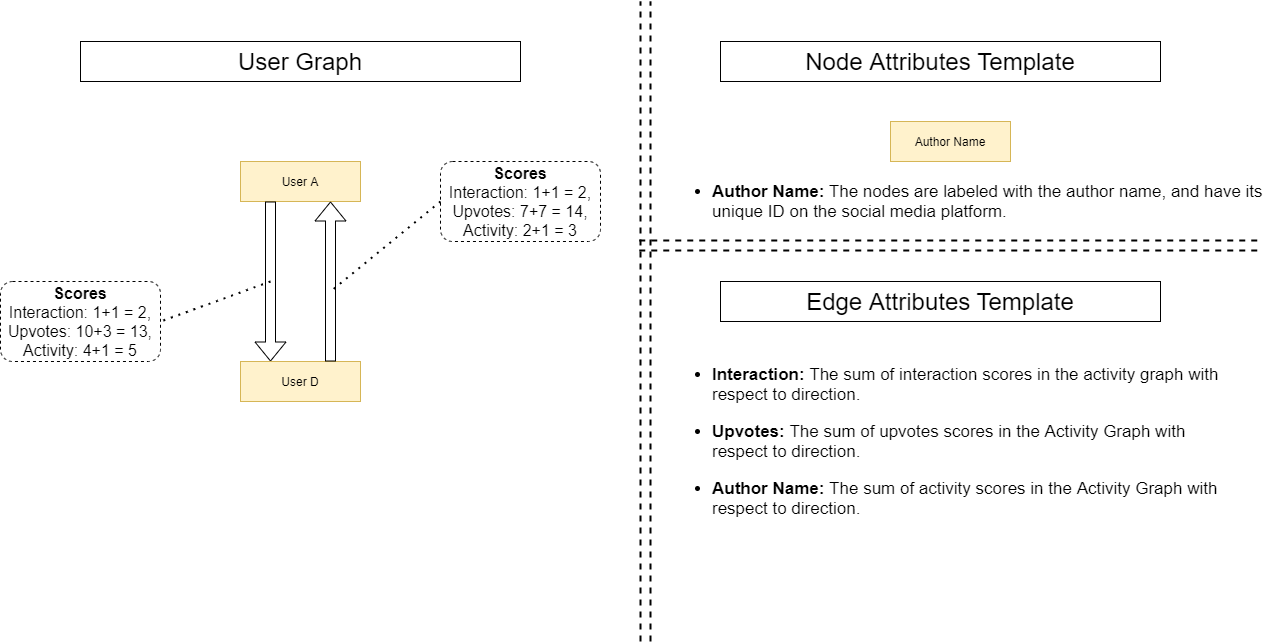 User Graph
User A
Scores
Interaction: 1+1 = 2,
Upvotes: 7+7 = 14,
Activity: 2+1 = 3
Scores
Interaction: 1+1 = 2,
Upvotes: 10+3 = 13,
Activity: 4+1 = 5
User D
Node Attributes Template
Author Name
• Author Name: The nodes are labeled with the author name, and have its
unique ID on the social media platform.
Edge Attributes Template
• Interaction: The sum of interaction scores in the activity graph with
respect to direction.
• Upvotes: The sum of upvotes scores in the Activity Graph with
respect to direction.
• Author Name: The sum of activity scores in the Activity Graph with
respect to direction.